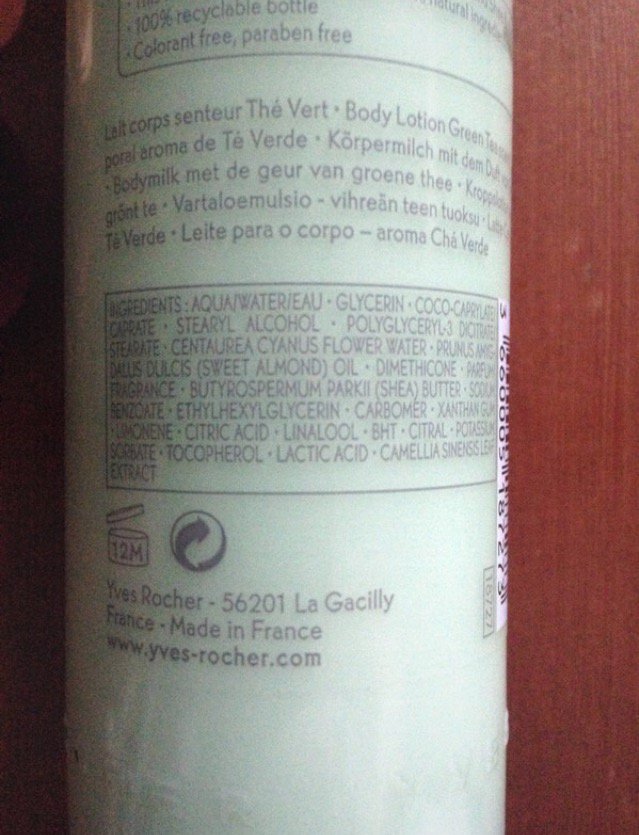 · 100% recyclable bottle
natural ingre
· Colorant free, paraben free
Lait corps senteur Thé Vert · Body Lotion Green Tea
poral aroma de Té Verde · Körpermilch mit dem Duft
· Bodymilk met de geur van groene thee ·
grönt te · Vartaloemulsio - vihreän teen tuoksu ·
Té Verde · Leite para o corpo – aroma Chá Verde
INGREDIENTS : AQUA/WATER/EAU · GLYCERIN · COCO-CAPRYLATE/
CAPRATE · STEARYL ALCOHOL · POLYGLYCERYL-3 DICITRATE/
STEARATE · CENTAUREA CYANUS FLOWER WATER · PRUNUS AMYG
DALUS DULCIS (SWEET ALMOND) OIL · DIMETHICONE · PARFUM/
FRAGRANCE · BUTYROSPERMUM PARKII (SHEA) BUTTER · SODIUM
BENZOATE · ETHYLHEXYLGLYCERIN · CARBOMER · XANTHAN GUM
· LIMONENE · CITRIC ACID · LINALOOL · BHT · CITRAL · POTASSIUM
SORBATE · TOCOPHEROL · LACTIC ACID · CAMELLIA SINENSIS LEAF
EXTRACT
12M
Yves Rocher - 56201 La Gacilly
France - Made in France
www.yves-rocher.com